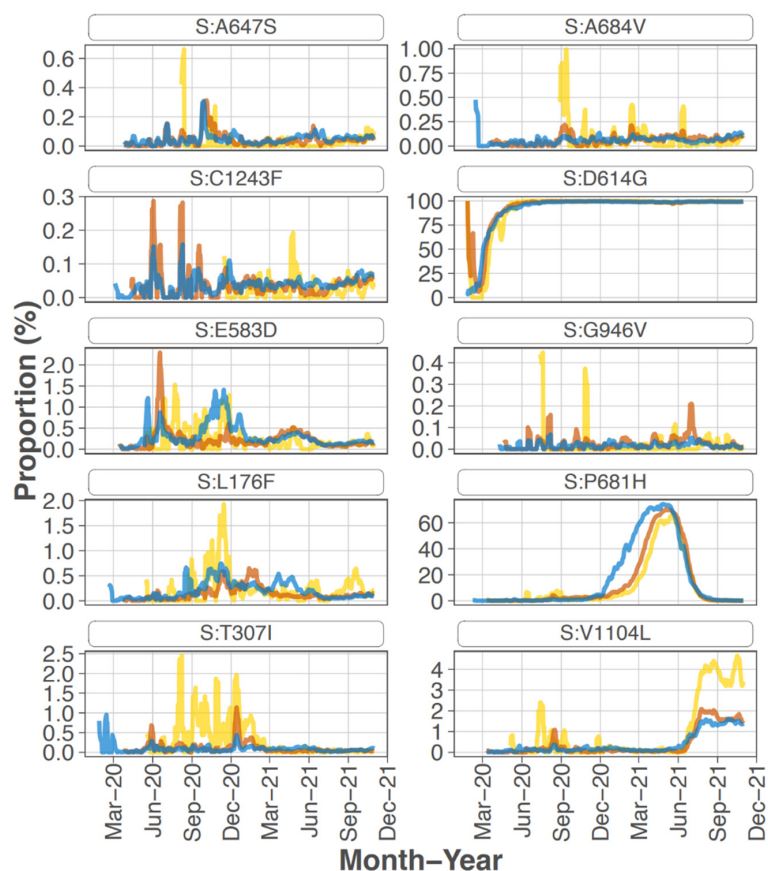 S:A647S
S:A684V
0.6
0.4
0.2
0.0
1.00
0.75
0.50
0.25
0.00
S:C1243F
S:D614G
0.3
0.2
0.1
0.0
100
75
50
25
0
S:E583D
S:G946V
2.0
1.5
1.0
0.5
0.0
0.4
0.3
0.2
0.1
0.0
S:L176F
S:P681H
2.0
1.5
1.0
0.5
0.0
60
40
20
0
S:T307I
S:V1104L
2.5
2.0
1.5
1.0
0.5
0.0
4
3
2
1
0
Proportion (%)
Mar-20
Jun-20
Sep-20
Dec-20
Mar-21
Jun-21
Sep-21
Dec-21
Mar-20
Jun-20
Sep-20
Dec-20
Mar-21
Jun-21
Sep-21
Dec-21
Month-Year